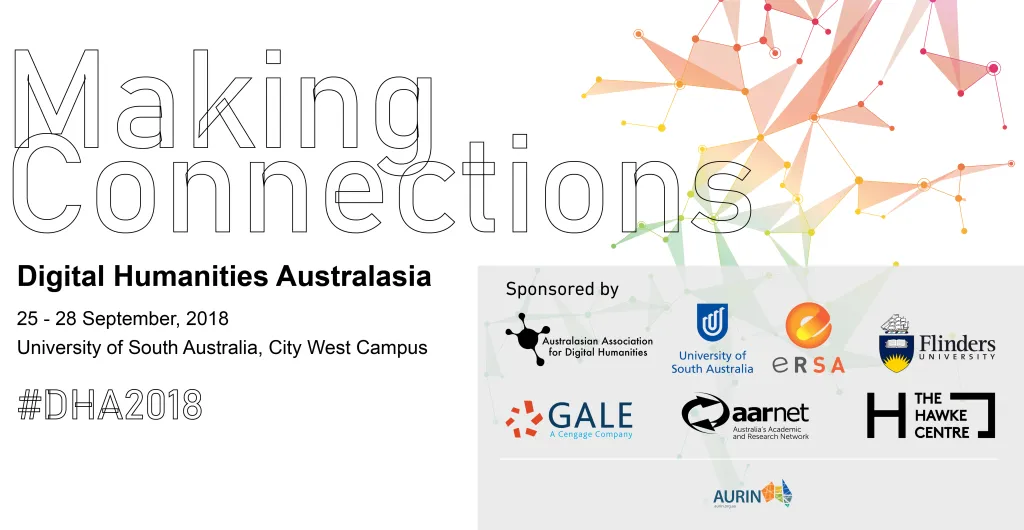 Making
Connections
Digital Humanities Australasia
25 - 28 September, 2018
University of South Australia, City West Campus
#DHA2018
Sponsored by
Australasian Association
for Digital Humanities
University of
South Australia
eRSA
Flinders
UNIVERSITY
GALE
A Cengage Company
aarnet
Australia's Academic
and Research Network
THE
HAWKE
CENTRE
AURIN